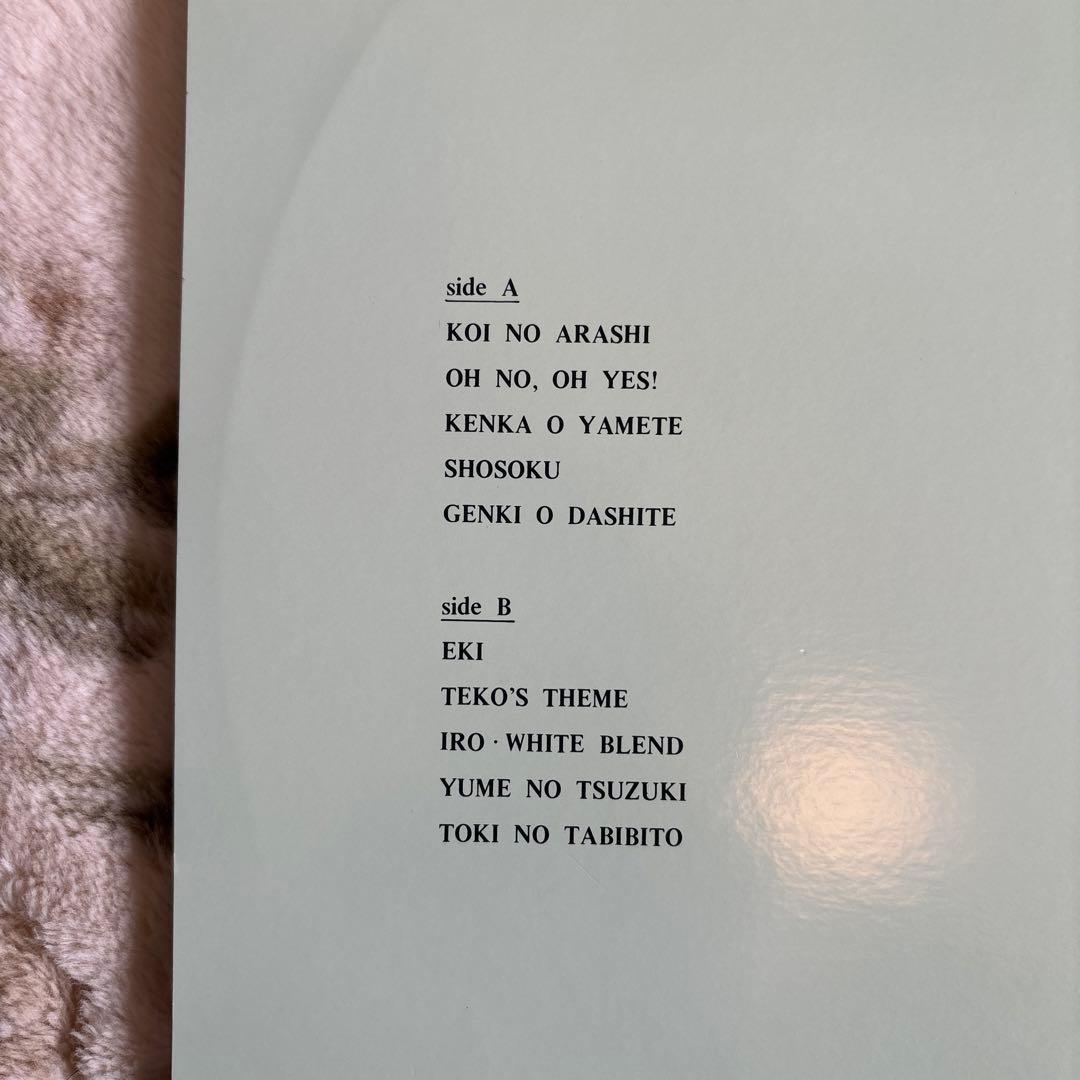 side A
KOI NO ARASHI
OH NO, OH YES!
KENKA O YAMETE
SHOSOKU
GENKI O DASHITE
side B
EKI
TEKO'S THEME
IRO · WHITE BLEND
YUME NO TSUZUKI
TOKI NO TABIBITO